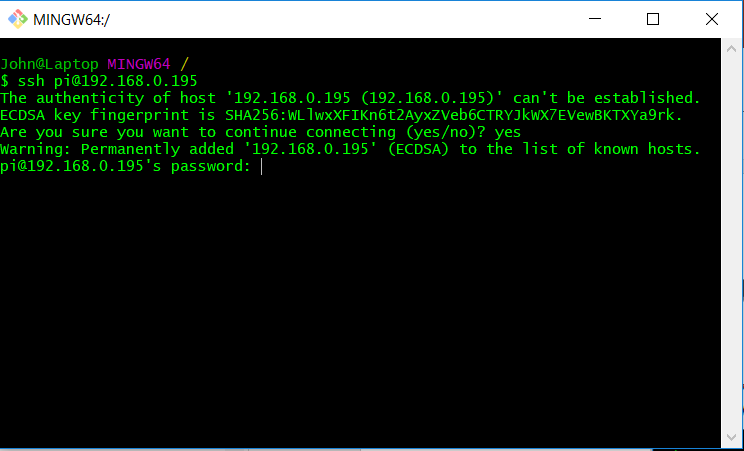 MINGW64:/
John@Laptop MINGW64 /
$ ssh pi@192.168.0.195
The authenticity of host '192.168.0.195 (192.168.0.195)' can't be established.
ECDSA key fingerprint is SHA256:WLlwxXFIKn6t2AyxZVeb6CTRYJkWX7EVewBKTXYa9rk.
Are you sure you want to continue connecting (yes/no)? yes
Warning: Permanently added '192.168.0.195' (ECDSA) to the list of known hosts.
pi@192.168.0.195's password: